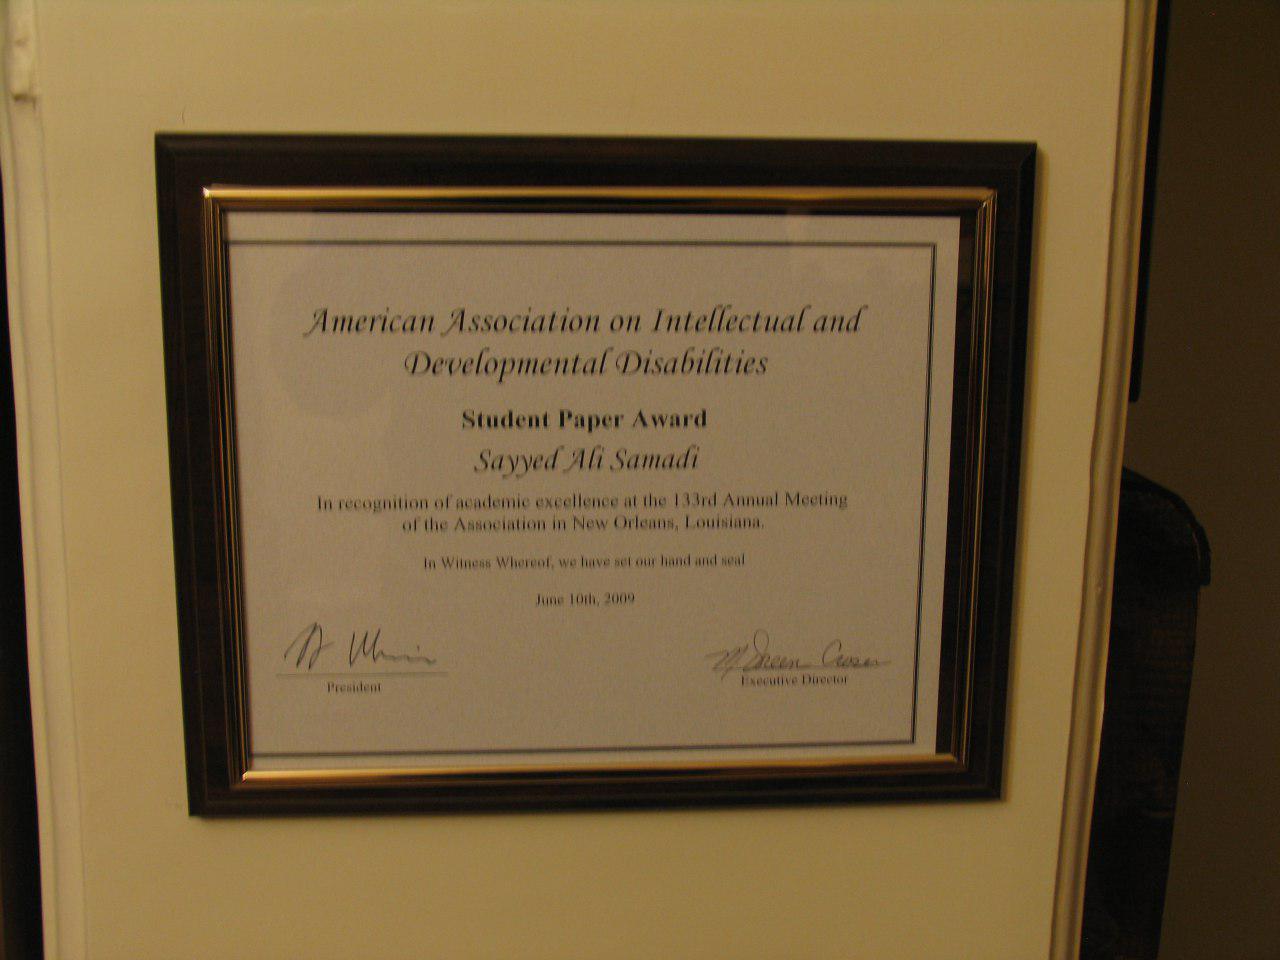 American Association on Intellectual and
Developmental Disabilities
Student Paper Award
Sayyed Ali Samadi
In recognition of academic excellence at the 133rd Annual Meeting
of the Association in New Orleans, Louisiana.
In Witness Whereof, we have set our hand and seal
June 10th, 2009
M Doreen Croser
President
Executive Director